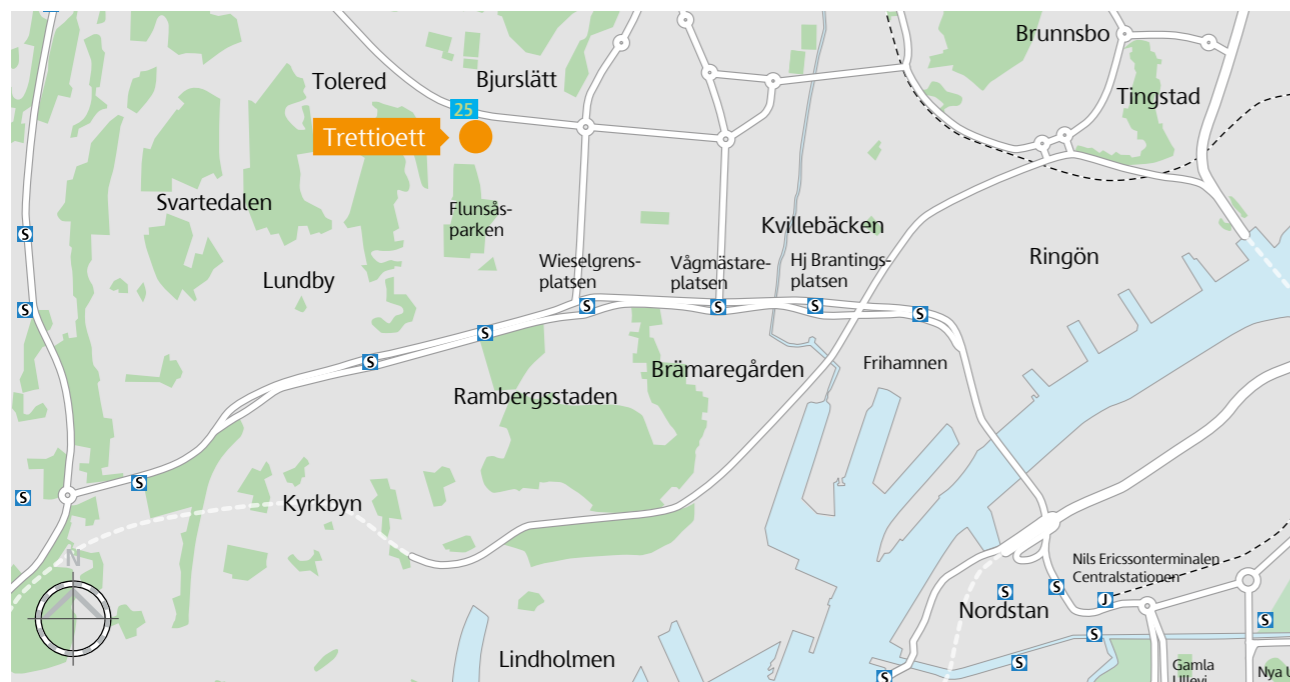 Brunnsbo
Tolered
Bjurslätt
Tingstad
25
Trettioett
Svartedalen
Flunsås-
parken
Kvillebäcken
Ringön
Wieselgrens-
platsen
Vågmästare-
platsen
Hj Brantings-
platsen
Lundby
S
S
S
S
S
S
S
S
Brämaregården
Frihamnen
Rambergsstaden
S
S
Kyrkbyn
N
Nils Ericssonterminalen
Centralstationen
S
S
J
Nordstan
S
S
S
Lindholmen
S
Gamla
Ullevi
Nya U